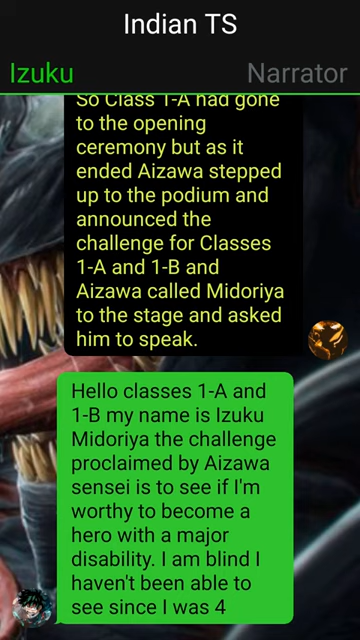 Indian TS
Izuku Narrator
So Class 1-A had gone
to the opening
ceremony but as it
ended Aizawa stepped
up to the podium and
announced the
challenge for Classes
1-A and 1-B and
Aizawa called Midoriya
to the stage and asked
him to speak.
Hello classes 1-A and
1-B my name is Izuku
Midoriya the challenge
proclaimed by Aizawa
sensei is to see if I'm
worthy to become a
hero with a major
disability. I am blind I
haven't been able to
see since I was 4